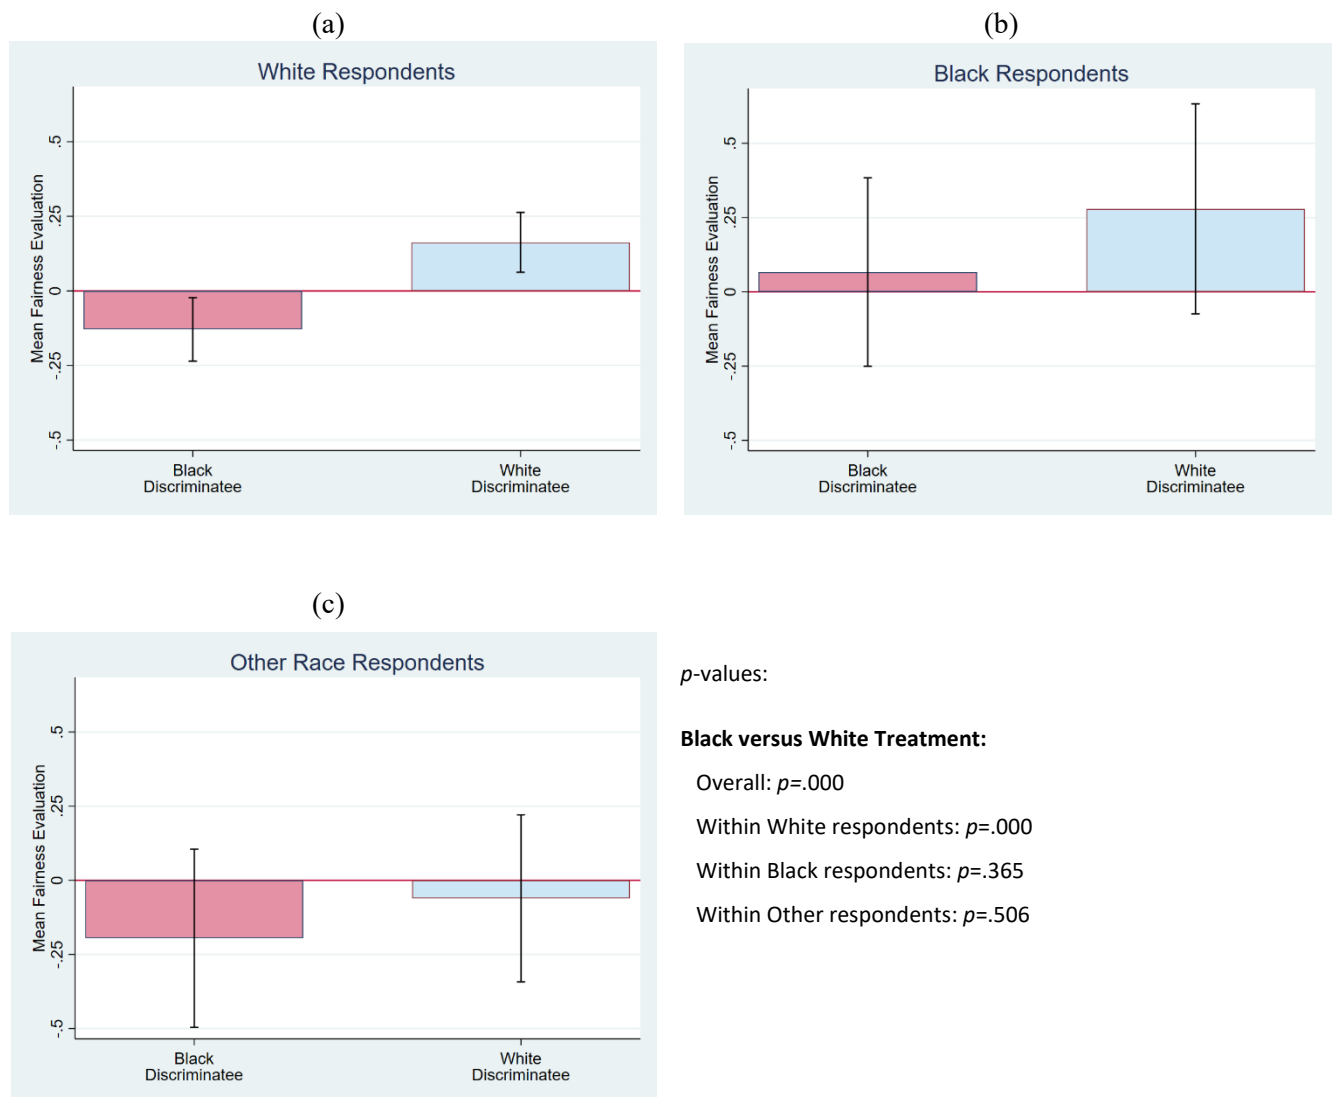 (a)
White Respondents
Mean Fairness Evaluation
.5
.25
0
-.25
-.5
Black
Discriminatee
White
Discriminatee
(b)
Black Respondents
Mean Fairness Evaluation
.5
.25
0
-.25
-.5
Black
Discriminatee
White
Discriminatee
(c)
Other Race Respondents
Mean Fairness Evaluation
.5
.25
0
-.25
-.5
Black
Discriminatee
White
Discriminatee
p-values:
Black versus White Treatment:
Overall: p=.000
Within White respondents: p=.000
Within Black respondents: p=.365
Within Other respondents: p=.506